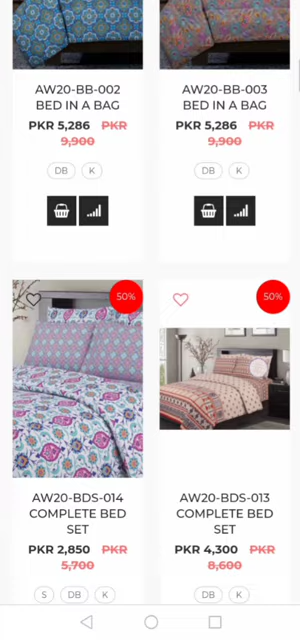 AW20-BB-002
BED IN A BAG
PKR 5,286 PKR
9,900
DB K
AW20-BB-003
BED IN A BAG
PKR 5,286 PKR
9,900
DB K
50%
AW20-BDS-014
COMPLETE BED
SET
PKR 2,850 PKR
5,700
S DB K
50%
AW20-BDS-013
COMPLETE BED
SET
PKR 4,300 PKR
8,600
DB K